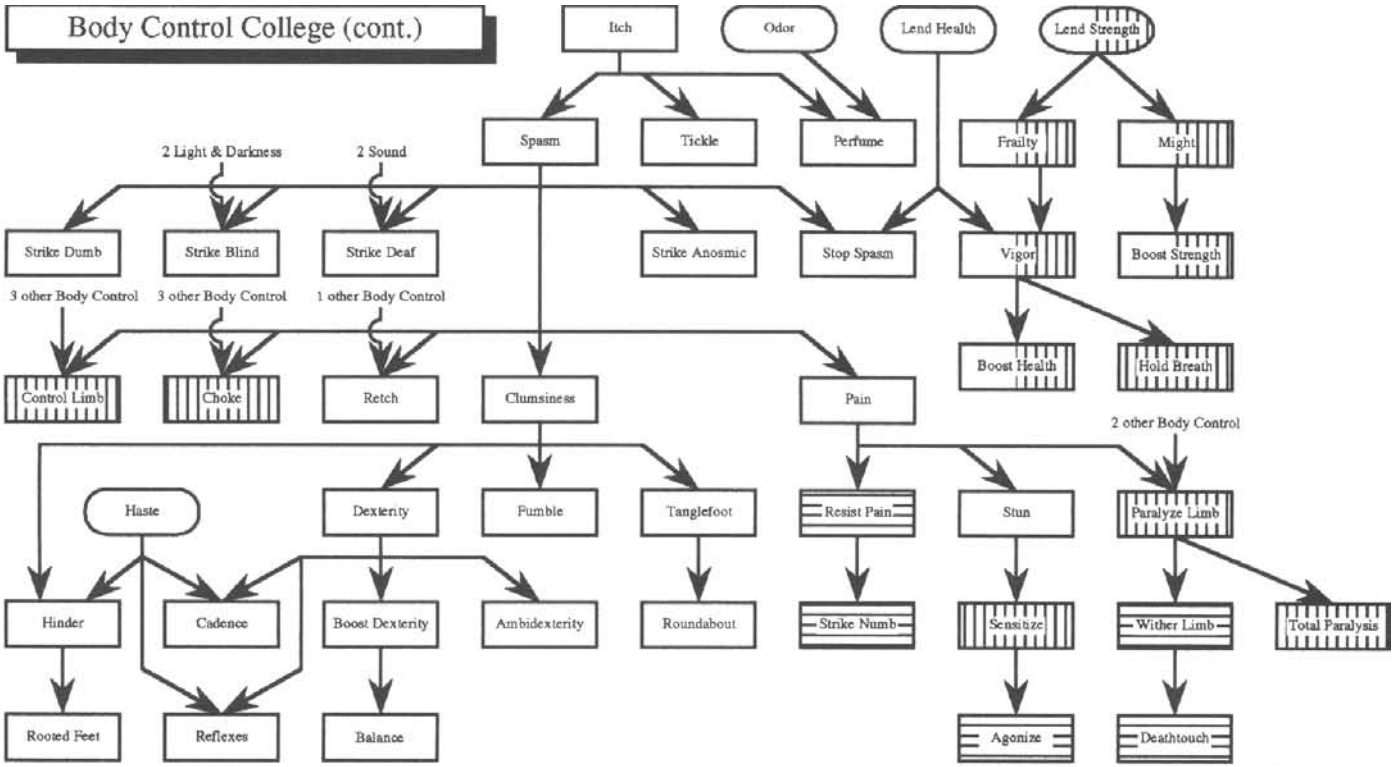 Body Control College (cont.)
Itch
Odor
Lend Health
Lend Strength
Spasm
Tickle
Perfume
Frailty
Might
2 Light & Darkness
2 Sound
Strike Dumb
Strike Blind
Strike Deaf
Strike Anosmic
Stop Spasm
Vigor
Boost Strength
3 other Body Control
3 other Body Control
1 other Body Control
Boost Health
Hold Breath
Control Limb
Choke
Retch
Clumsiness
Pain
2 other Body Control
Haste
Dexterity
Fumble
Tanglefoot
Resist Pain
Stun
Paralyze Limb
Hinder
Cadence
Boost Dexterity
Ambidexterity
Roundabout
Strike Numb
Sensitize
Wither Limb
Total Paralysis
Rooted Feet
Reflexes
Balance
Agonize
Deathtouch